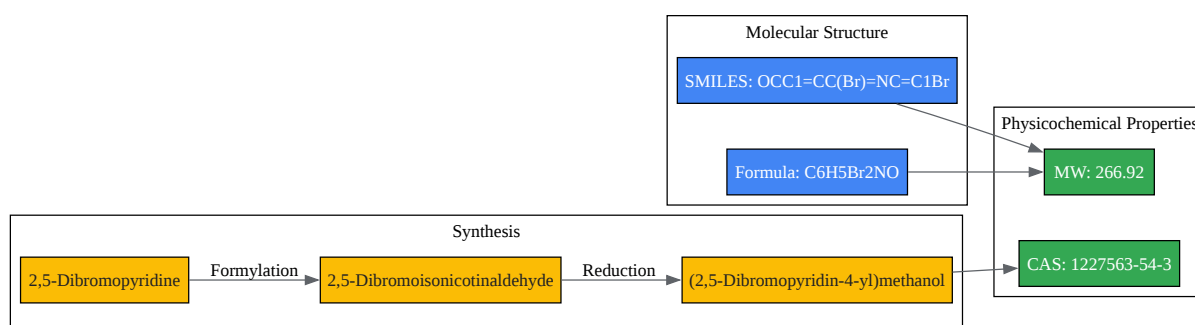 Molecular Structure
SMILES: OCC1=CC(Br)=NC=C1Br
Formula: C6H5Br2NO
Physicochemical Properties
MW: 266.92
CAS: 1227563-54-3
Synthesis
2,5-Dibromopyridine
Formylation
2,5-Dibromoisonicotinaldehyde
Reduction
(2,5-Dibromopyridin-4-yl)methanol